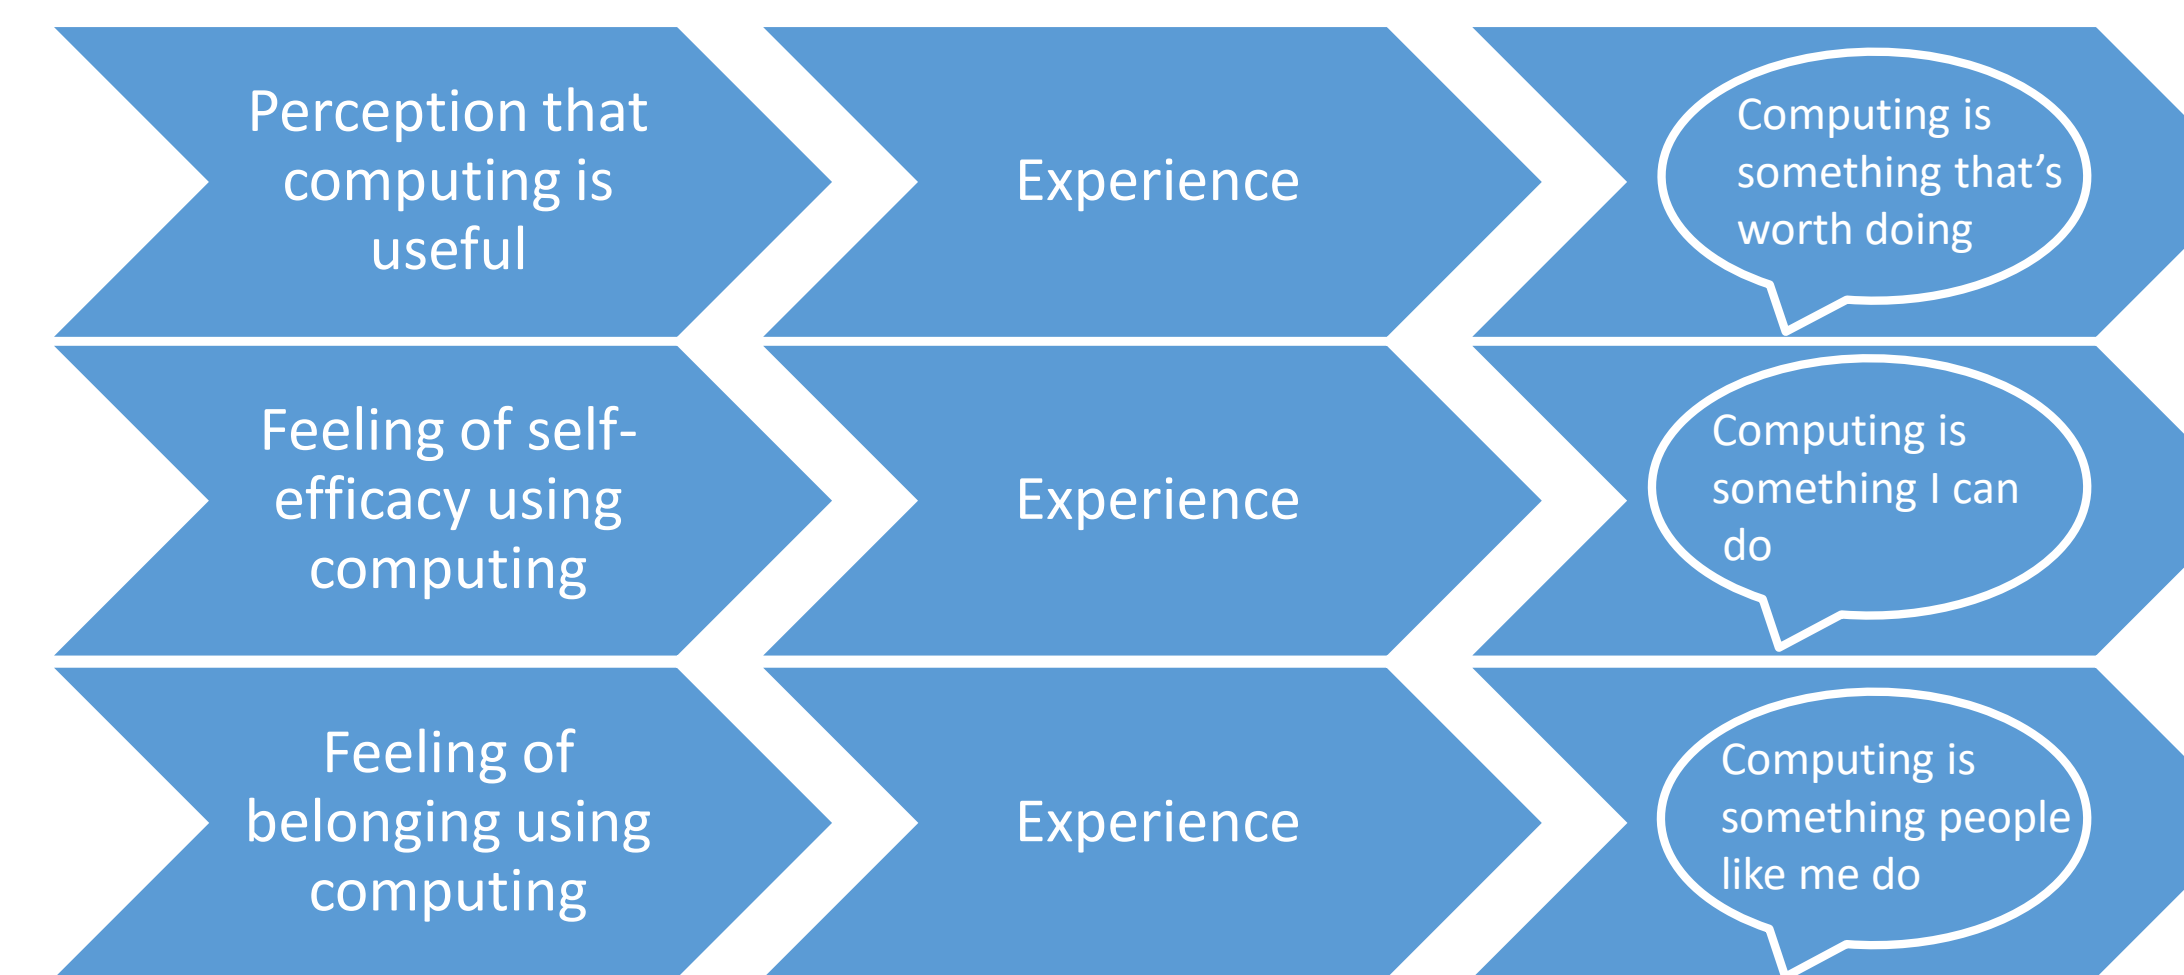 Perception that
computing is
useful
Experience
Computing is
something that's
worth doing
Feeling of self-
efficacy using
computing
Experience
Computing is
something I can
do
Feeling of
belonging using
computing
Experience
Computing is
something people
like me do